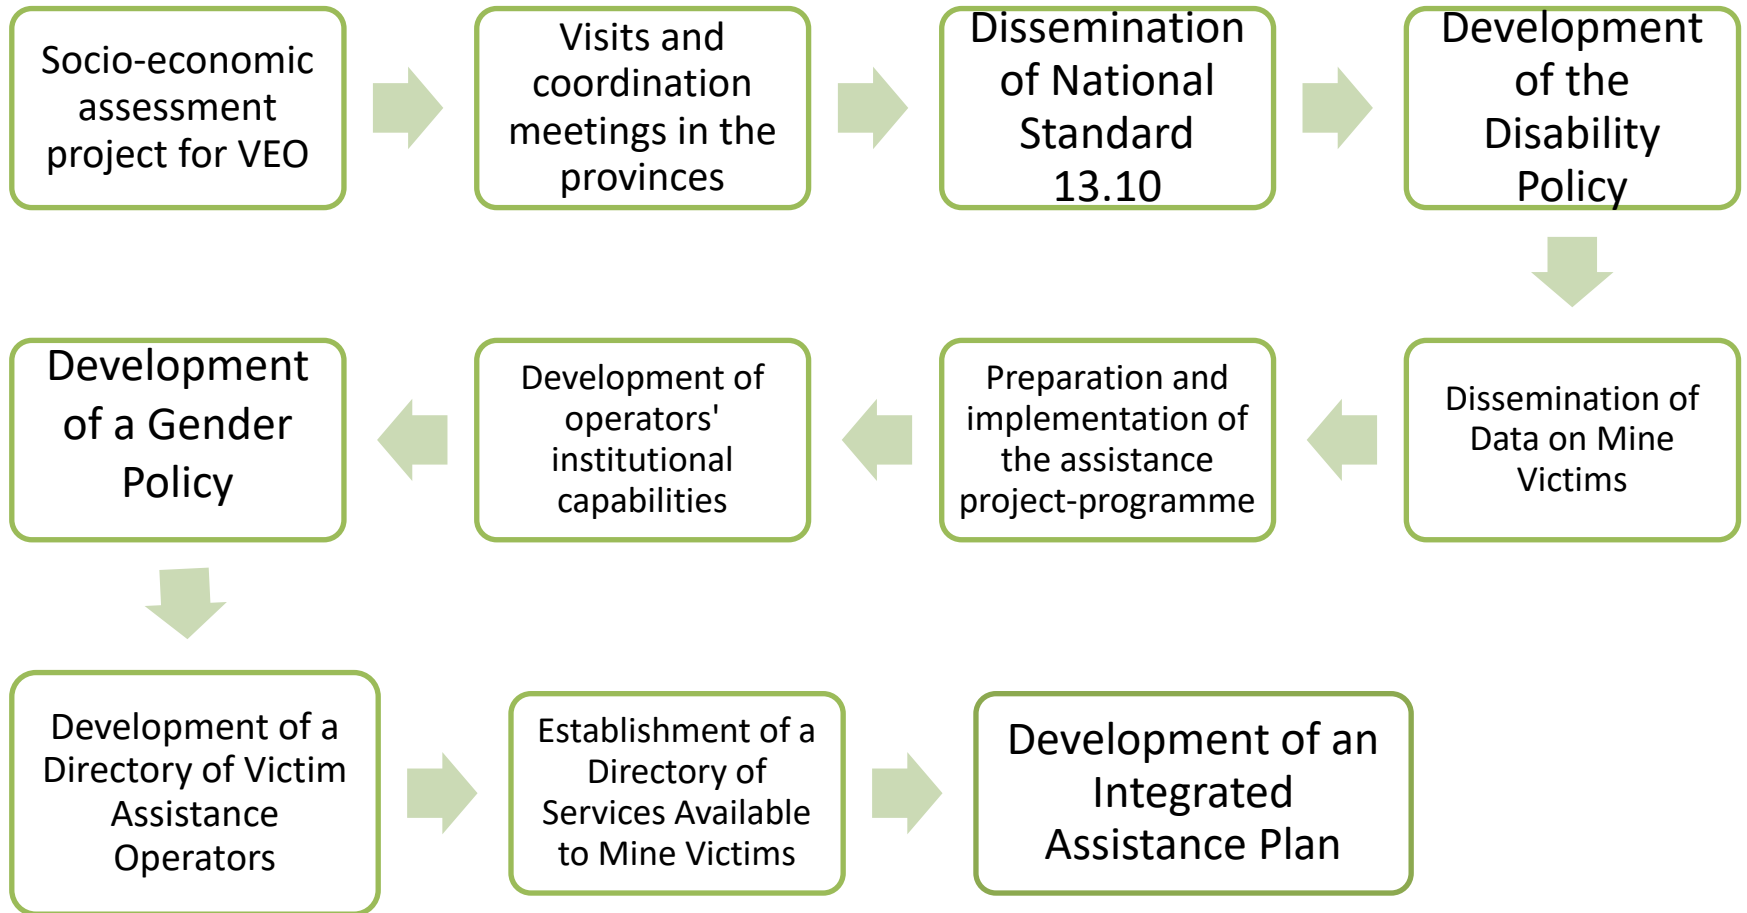 Socio-economic
assessment
project for VEO
Visits and
coordination
meetings in the
provinces
Dissemination
of National
Standard
13.10
Development
of the
Disability
Policy
Dissemination of
Data on Mine
Victims
Preparation and
implementation of
the assistance
project-programme
Development of
operators'
institutional
capabilities
Development
of a Gender
Policy
Development of a
Directory of Victim
Assistance
Operators
Establishment of a
Directory of
Services Available
to Mine Victims
Development of an
Integrated
Assistance Plan